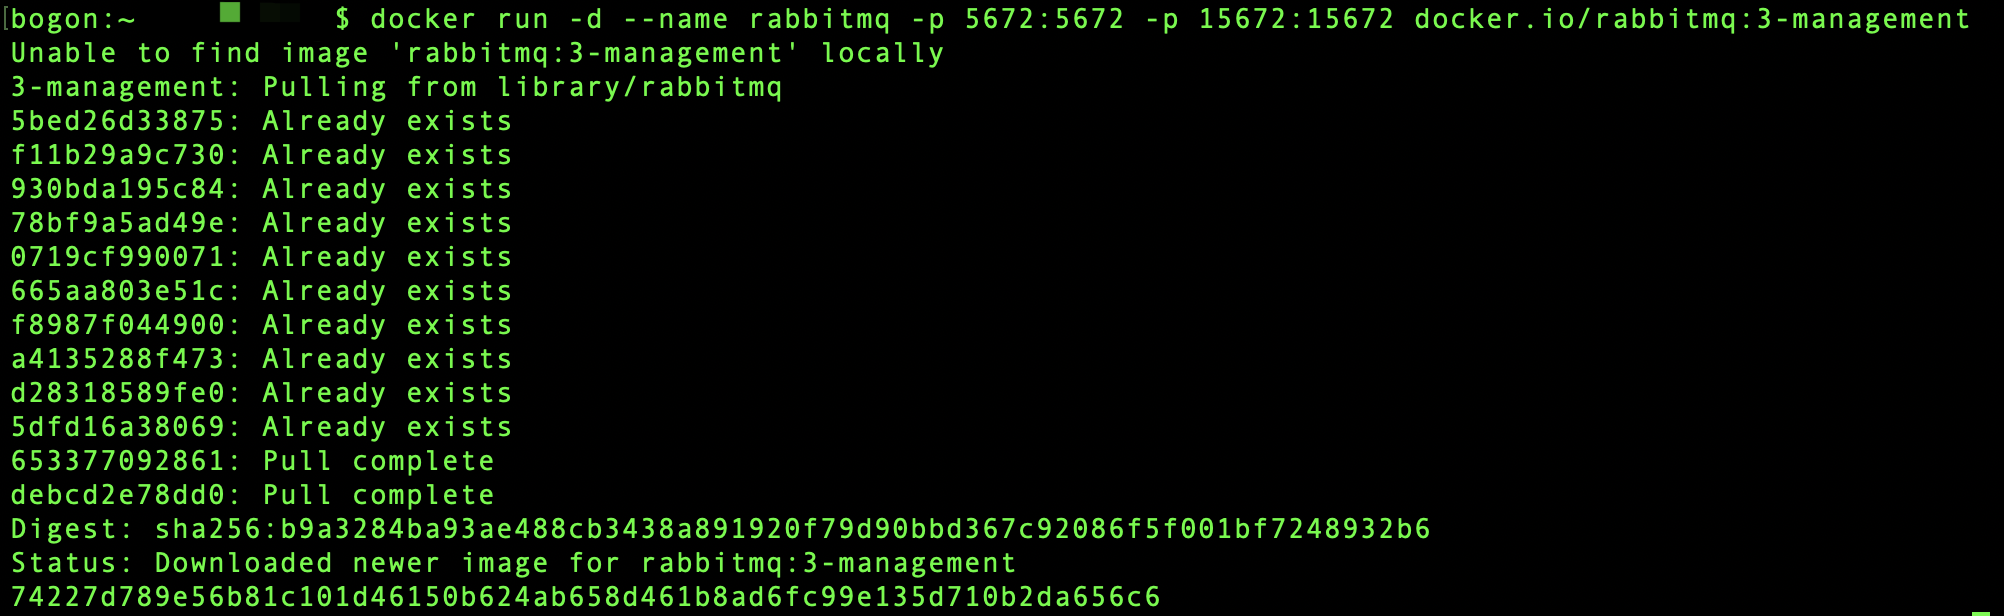 bogon:~ $ docker run -d --name rabbitmq -p 5672:5672 -p 15672:15672 docker.io/rabbitmq:3-management
Unable to find image 'rabbitmq:3-management' locally
3-management: Pulling from library/rabbitmq
5bed26d33875: Already exists
f11b29a9c730: Already exists
930bda195c84: Already exists
78bf9a5ad49e: Already exists
0719cf990071: Already exists
665aa803e51c: Already exists
f8987f044900: Already exists
a4135288f473: Already exists
d28318589fe0: Already exists
5dfd16a38069: Already exists
653377092861: Pull complete
debcd2e78dd0: Pull complete
Digest: sha256:b9a3284ba93ae488cb3438a891920f79d90bbd367c92086f5f001bf7248932b6
Status: Downloaded newer image for rabbitmq:3-management
74227d789e56b81c101d46150b624ab658d461b8ad6fc99e135d710b2da656c6